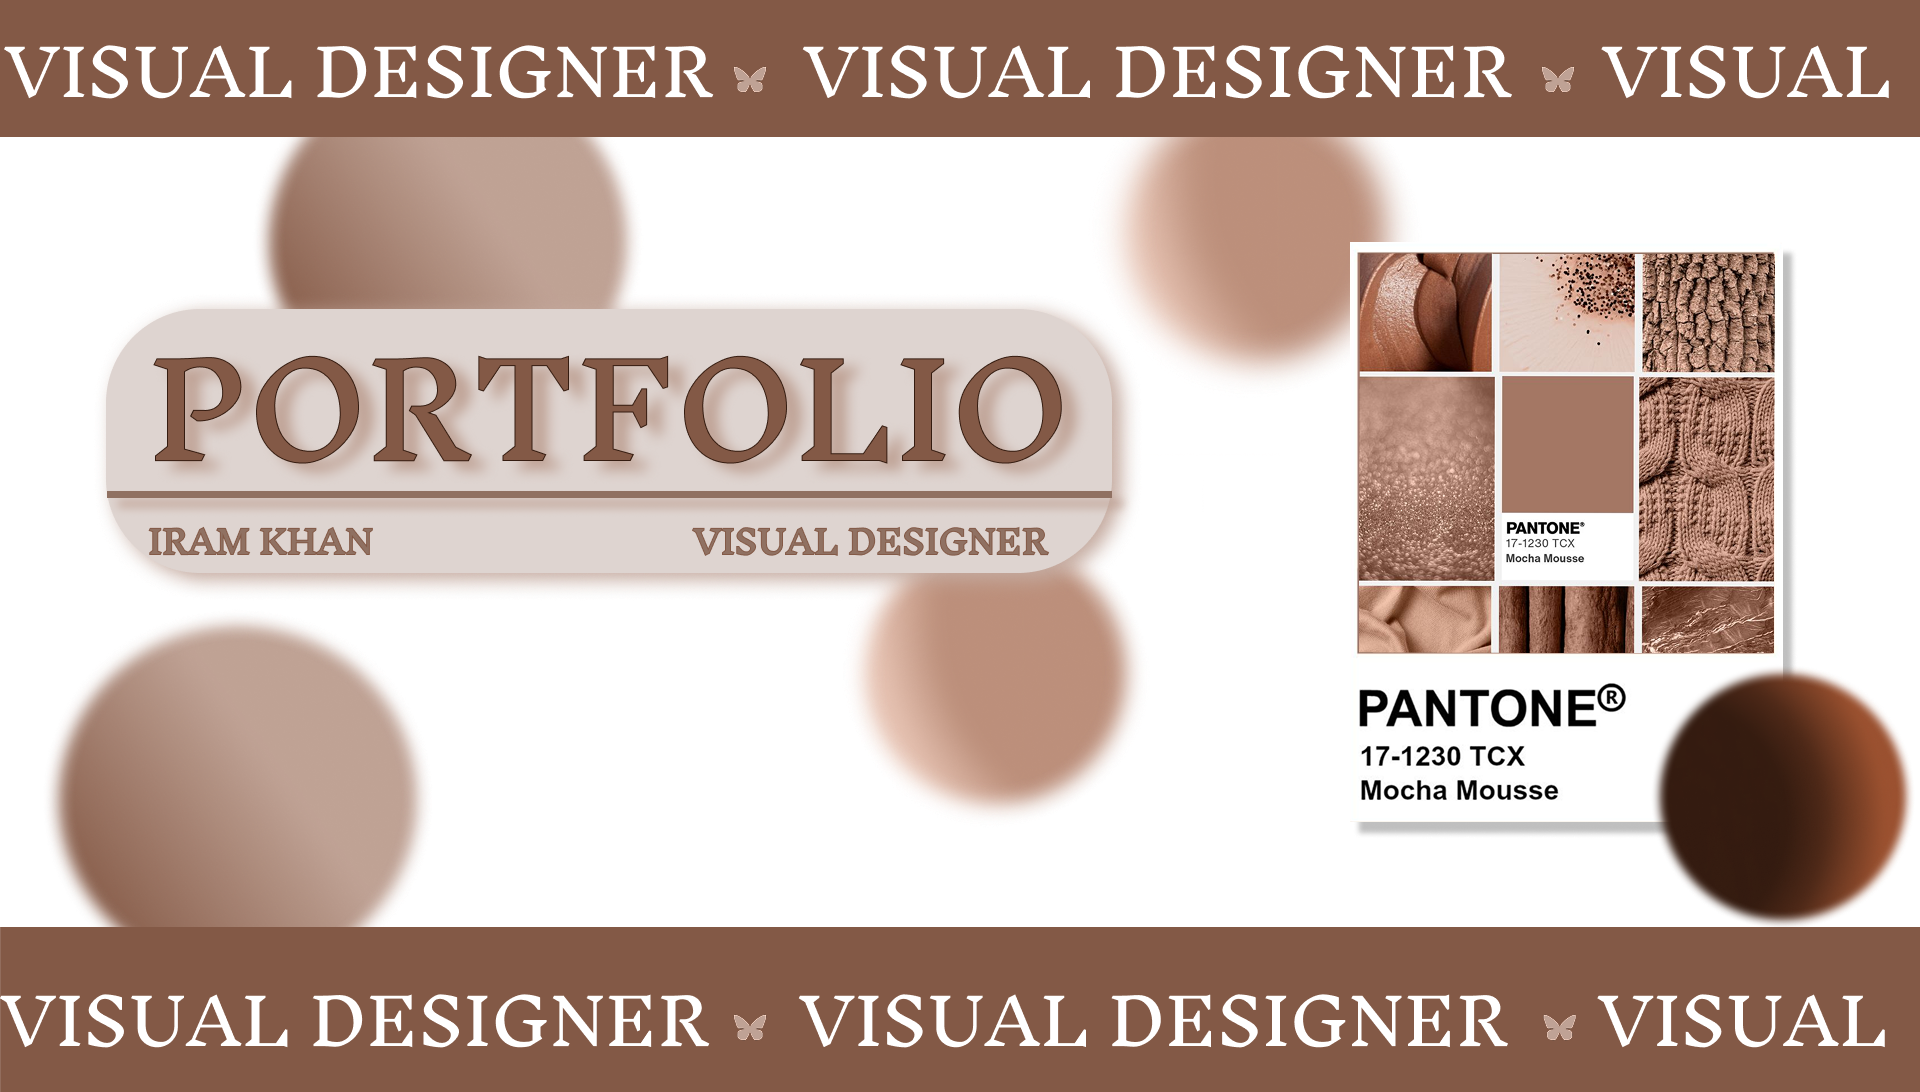 VISUAL DESIGNER VISUAL DESIGNER VISUAL
PORTFOLIO
IRAM KHAN VISUAL DESIGNER
PANTONE®
17-1230 TCX
Mocha Mousse
PANTONE®
17-1230 TCX
Mocha Mousse
VISUAL DESIGNER VISUAL DESIGNER VISUAL